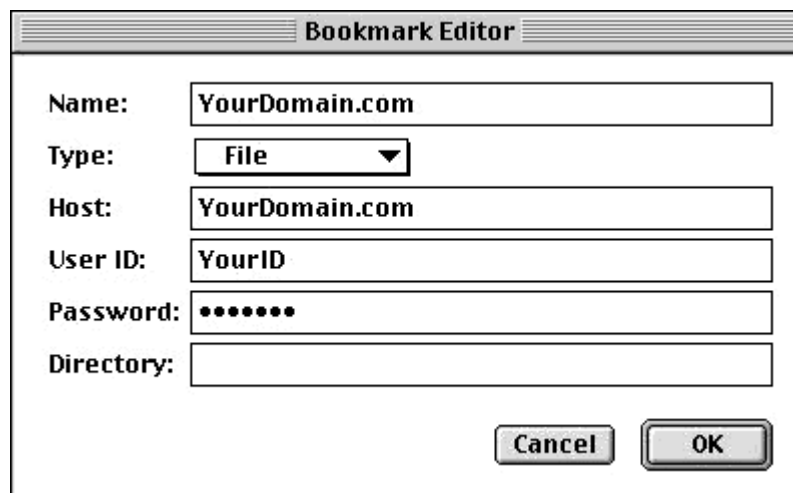 Bookmark Editor
Name: YourDomain.com
Type: File
Host: YourDomain.com
User ID: YourID
Password: •••••••
Directory:
Cancel OK